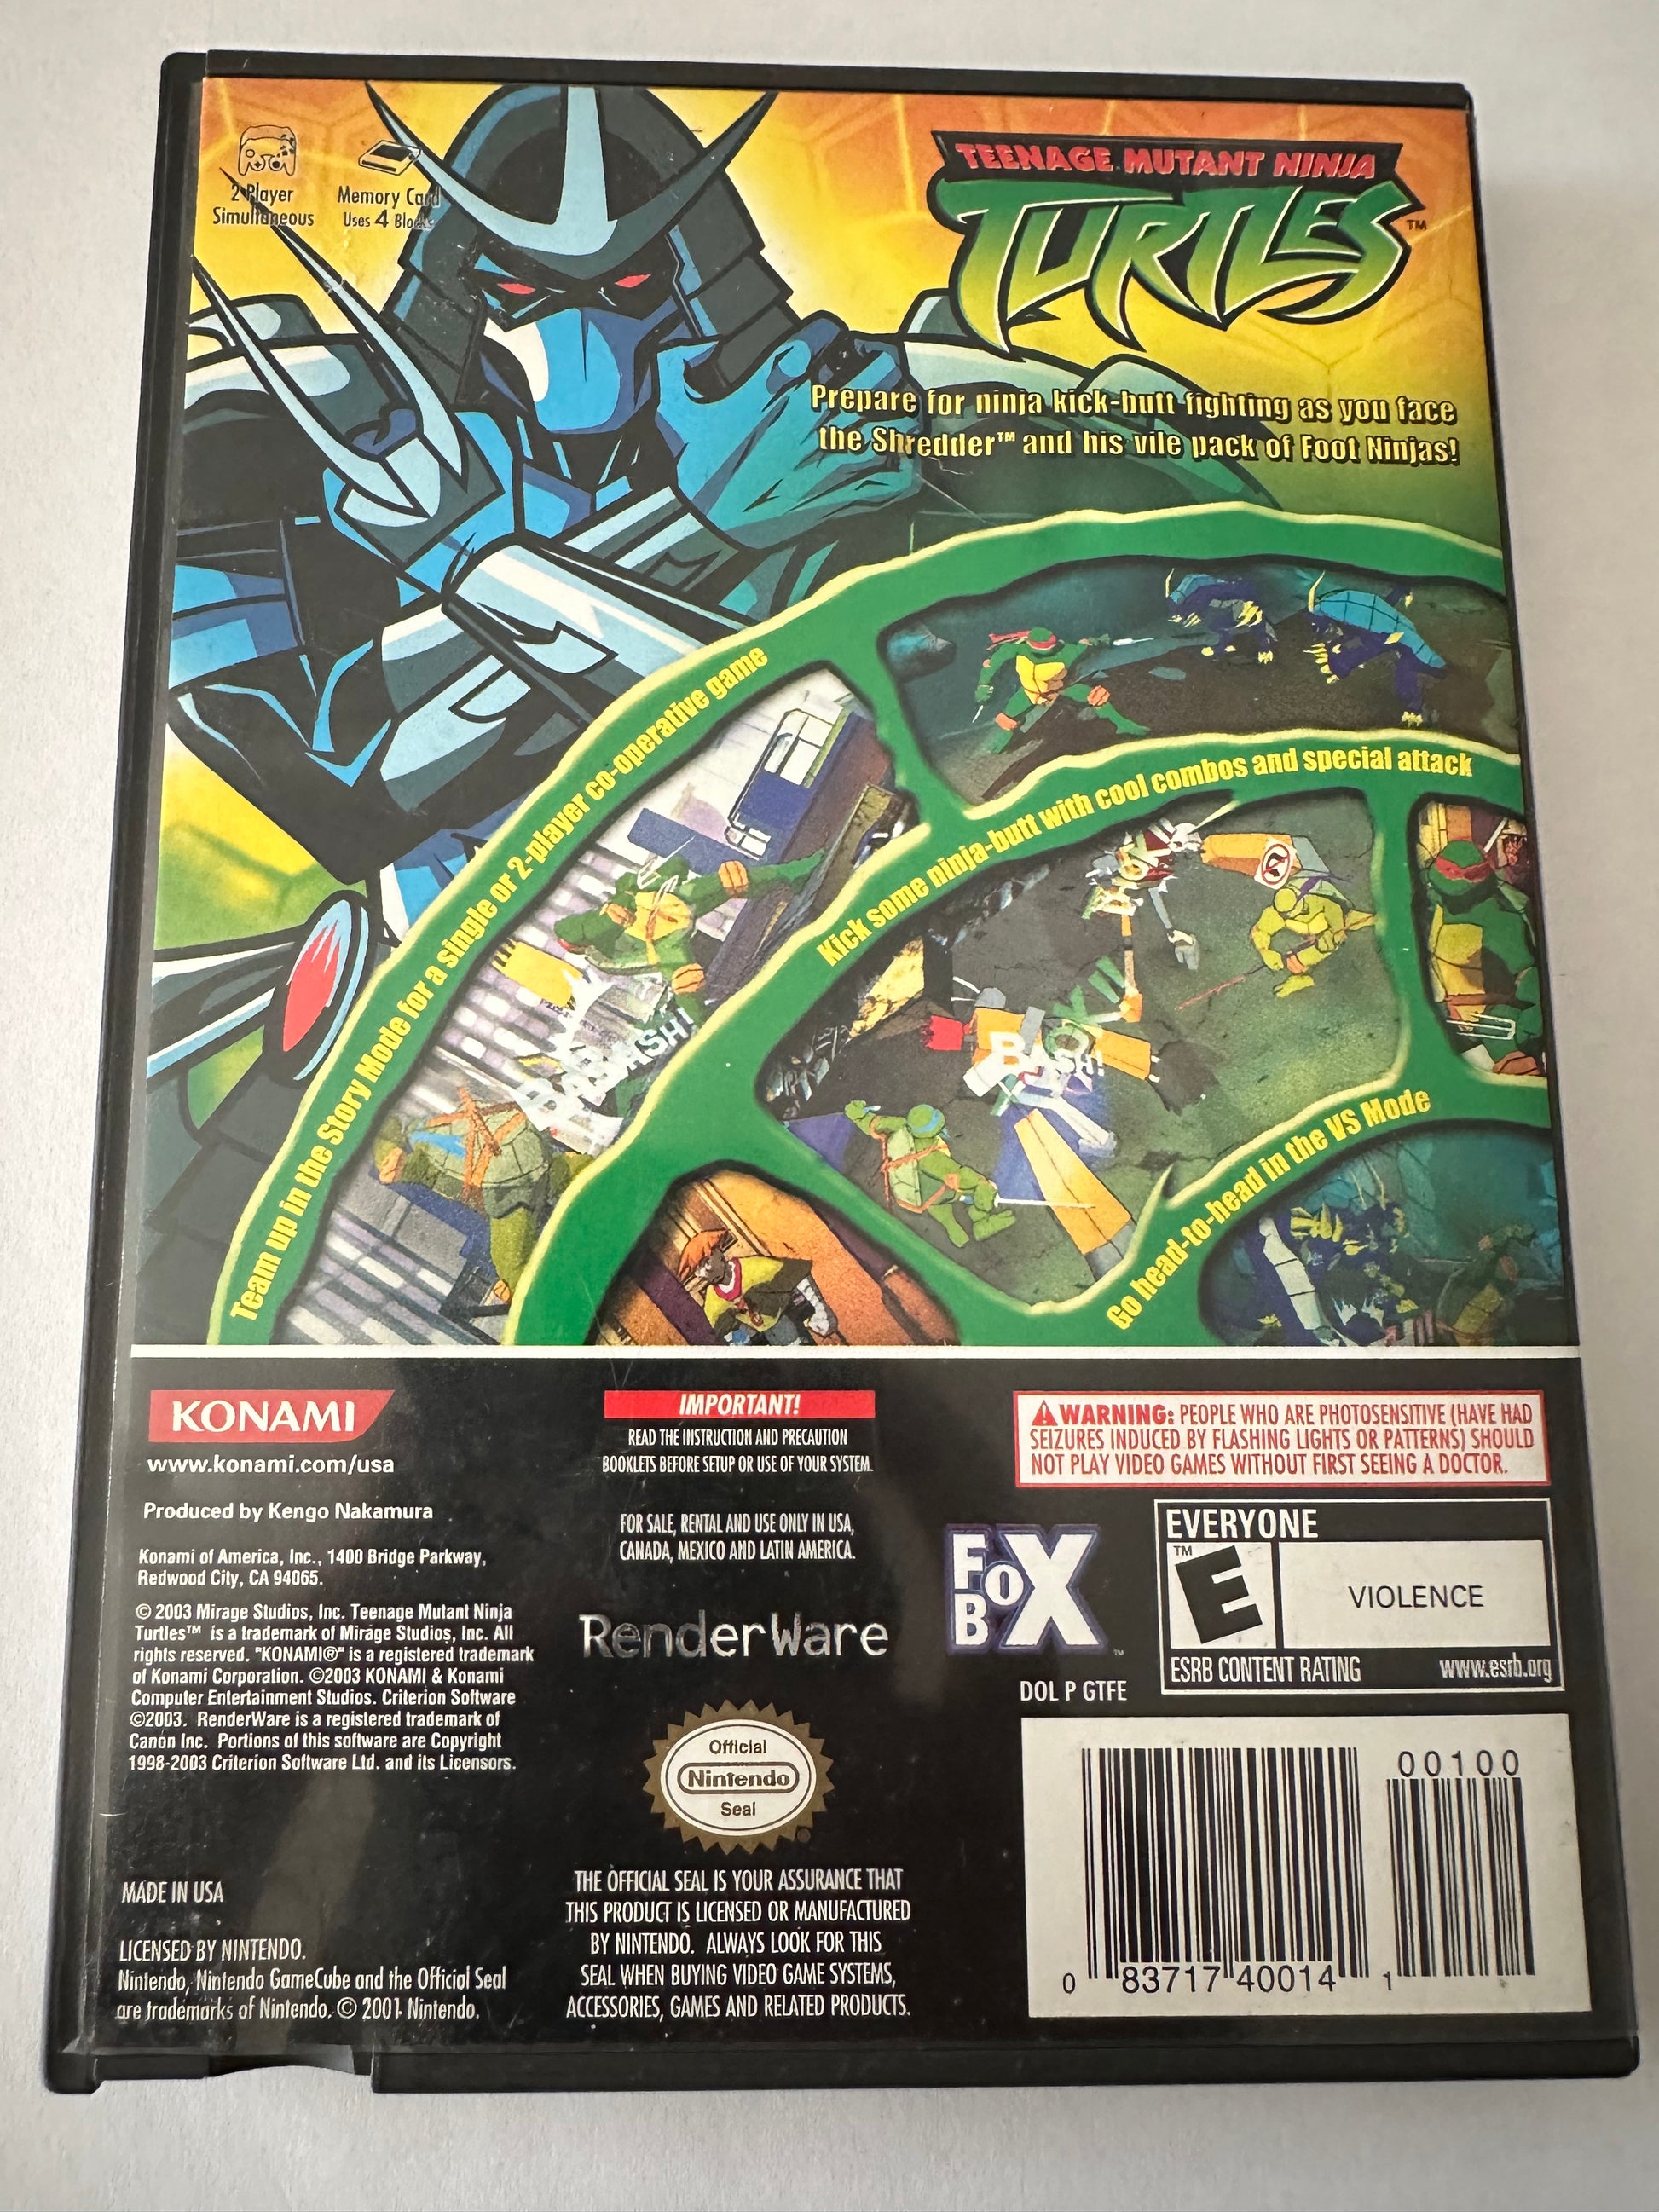 2 Player
Simultaneous
Memory Card
Uses 4 Blocks
TEENAGE MUTANT NINJA
TURTLES™
Prepare for ninja kick-butt fighting as you face
the Shredder™ and his vile pack of Foot Ninjas!
Team up in the Story Mode for a single or 2-player co-operative game
Kick some ninja-butt with cool combos and special attack
BASH!
BASH!
Go head-to-head in the VS Mode
KONAMI
www.konami.com/usa
Produced by Kengo Nakamura
Konami of America, Inc., 1400 Bridge Parkway,
Redwood City, CA 94065.
© 2003 Mirage Studios, Inc. Teenage Mutant Ninja
Turtles™ is a trademark of Mirage Studios, Inc. All
rights reserved. "KONAMI®" is a registered trademark
of Konami Corporation. ©2003 KONAMI & Konami
Computer Entertainment Studios. Criterion Software
©2003. RenderWare is a registered trademark of
Canon Inc. Portions of this software are Copyright
1998-2003 Criterion Software Ltd. and its Licensors.
MADE IN USA
LICENSED BY NINTENDO.
Nintendo, Nintendo GameCube and the Official Seal
are trademarks of Nintendo. © 2001 Nintendo.
IMPORTANT!
READ THE INSTRUCTION AND PRECAUTION
BOOKLETS BEFORE SETUP OR USE OF YOUR SYSTEM.
FOR SALE, RENTAL AND USE ONLY IN USA,
CANADA, MEXICO AND LATIN AMERICA.
RenderWare
Official
Nintendo
Seal
THE OFFICIAL SEAL IS YOUR ASSURANCE THAT
THIS PRODUCT IS LICENSED OR MANUFACTURED
BY NINTENDO. ALWAYS LOOK FOR THIS
SEAL WHEN BUYING VIDEO GAME SYSTEMS,
ACCESSORIES, GAMES AND RELATED PRODUCTS.
WARNING: PEOPLE WHO ARE PHOTOSENSITIVE (HAVE HAD
SEIZURES INDUCED BY FLASHING LIGHTS OR PATTERNS) SHOULD
NOT PLAY VIDEO GAMES WITHOUT FIRST SEEING A DOCTOR.
FOX BOX™
DOL P GTFE
EVERYONE
™
E
VIOLENCE
ESRB CONTENT RATING www.esrb.org
00100
0 83717 40014 1